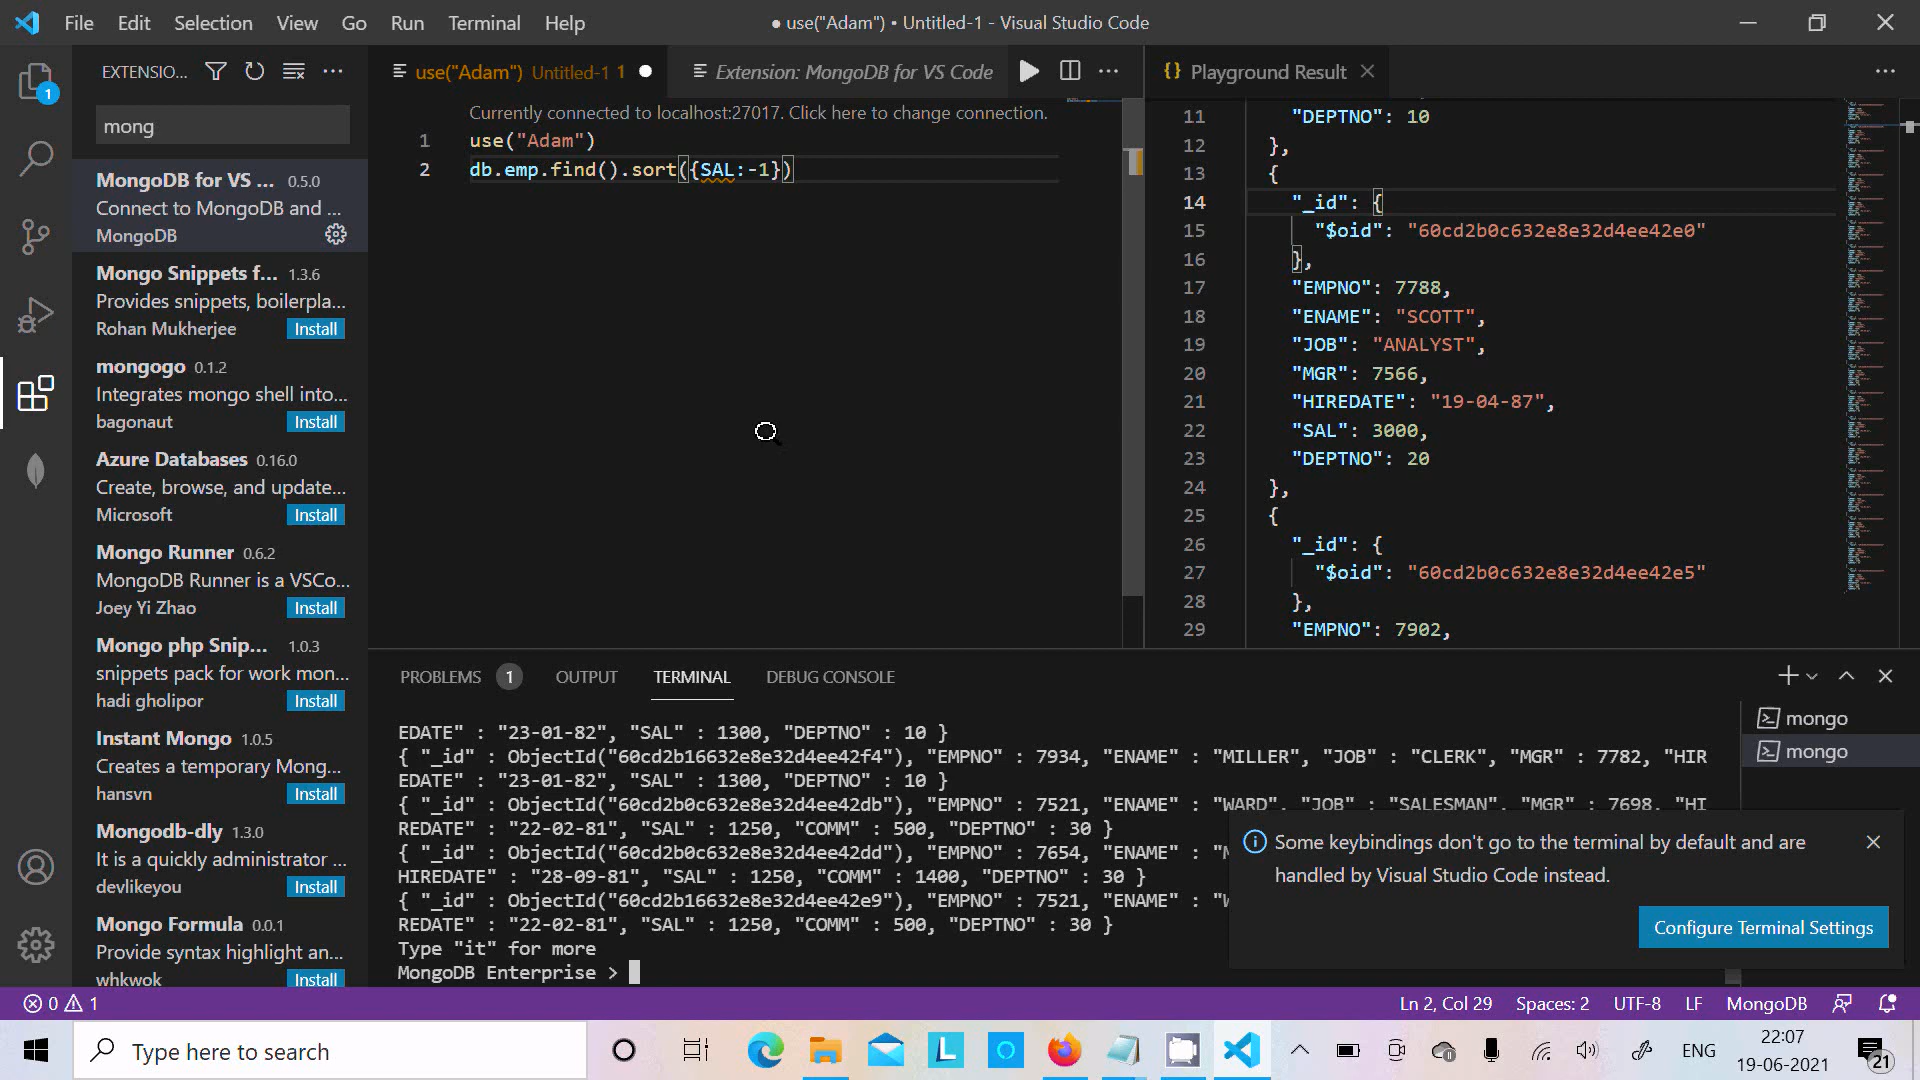 File Edit Selection View Go Run Terminal Help
● use("Adam") • Untitled-1 - Visual Studio Code
1
EXTENSIO...
mong
MongoDB for VS ... 0.5.0
Connect to MongoDB and ...
MongoDB
Mongo Snippets f... 1.3.6
Provides snippets, boilerpla...
Rohan Mukherjee Install
mongogo 0.1.2
Integrates mongo shell into...
bagonaut Install
Azure Databases 0.16.0
Create, browse, and update...
Microsoft Install
Mongo Runner 0.6.2
MongoDB Runner is a VSCo...
Joey Yi Zhao Install
Mongo php Snip... 1.0.3
snippets pack for work mon...
hadi gholipor Install
Instant Mongo 1.0.5
Creates a temporary Mong...
hansvn Install
Mongodb-dly 1.3.0
It is a quickly administrator ...
devlikeyou Install
Mongo Formula 0.0.1
Provide syntax highlight an...
whkwok Install
use("Adam") Untitled-1 1 ●
Extension: MongoDB for VS Code
Currently connected to localhost:27017. Click here to change connection.
1 use("Adam")
2 db.emp.find().sort({SAL:-1})
{} Playground Result
11 "DEPTNO": 10
12 },
13 {
14 "_id": {
15 "$oid": "60cd2b0c632e8e32d4ee42e0"
16 },
17 "EMPNO": 7788,
18 "ENAME": "SCOTT",
19 "JOB": "ANALYST",
20 "MGR": 7566,
21 "HIREDATE": "19-04-87",
22 "SAL": 3000,
23 "DEPTNO": 20
24 },
25 {
26 "_id": {
27 "$oid": "60cd2b0c632e8e32d4ee42e5"
28 },
29 "EMPNO": 7902,
PROBLEMS 1 OUTPUT TERMINAL DEBUG CONSOLE
EDATE" : "23-01-82", "SAL" : 1300, "DEPTNO" : 10 }
{ "_id" : ObjectId("60cd2b16632e8e32d4ee42f4"), "EMPNO" : 7934, "ENAME" : "MILLER", "JOB" : "CLERK", "MGR" : 7782, "HIR
EDATE" : "23-01-82", "SAL" : 1300, "DEPTNO" : 10 }
{ "_id" : ObjectId("60cd2b0c632e8e32d4ee42db"), "EMPNO" : 7521, "ENAME" : "WARD", "JOB" : "SALESMAN", "MGR" : 7698, "HI
REDATE" : "22-02-81", "SAL" : 1250, "COMM" : 500, "DEPTNO" : 30 }
{ "_id" : ObjectId("60cd2b0c632e8e32d4ee42dd"), "EMPNO" : 7654, "ENAME" : "
HIREDATE" : "28-09-81", "SAL" : 1250, "COMM" : 1400, "DEPTNO" : 30 }
{ "_id" : ObjectId("60cd2b16632e8e32d4ee42e9"), "EMPNO" : 7521, "ENAME" : "
REDATE" : "22-02-81", "SAL" : 1250, "COMM" : 500, "DEPTNO" : 30 }
Type "it" for more
MongoDB Enterprise >
mongo
mongo
Some keybindings don't go to the terminal by default and are
handled by Visual Studio Code instead.
Configure Terminal Settings
0 1
Ln 2, Col 29 Spaces: 2 UTF-8 LF MongoDB
Type here to search
L
ENG
22:07
19-06-2021
21